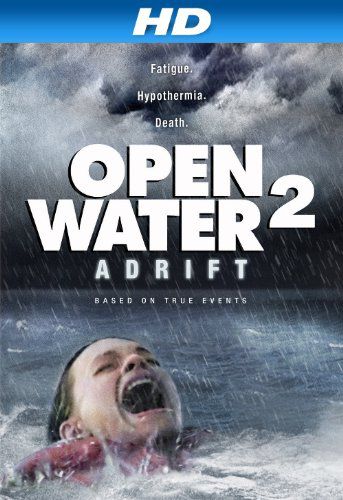 HD
Fatigue.
Hypothermia.
Death.
OPEN
WATER 2
ADRIFT
BASED ON TRUE EVENTS